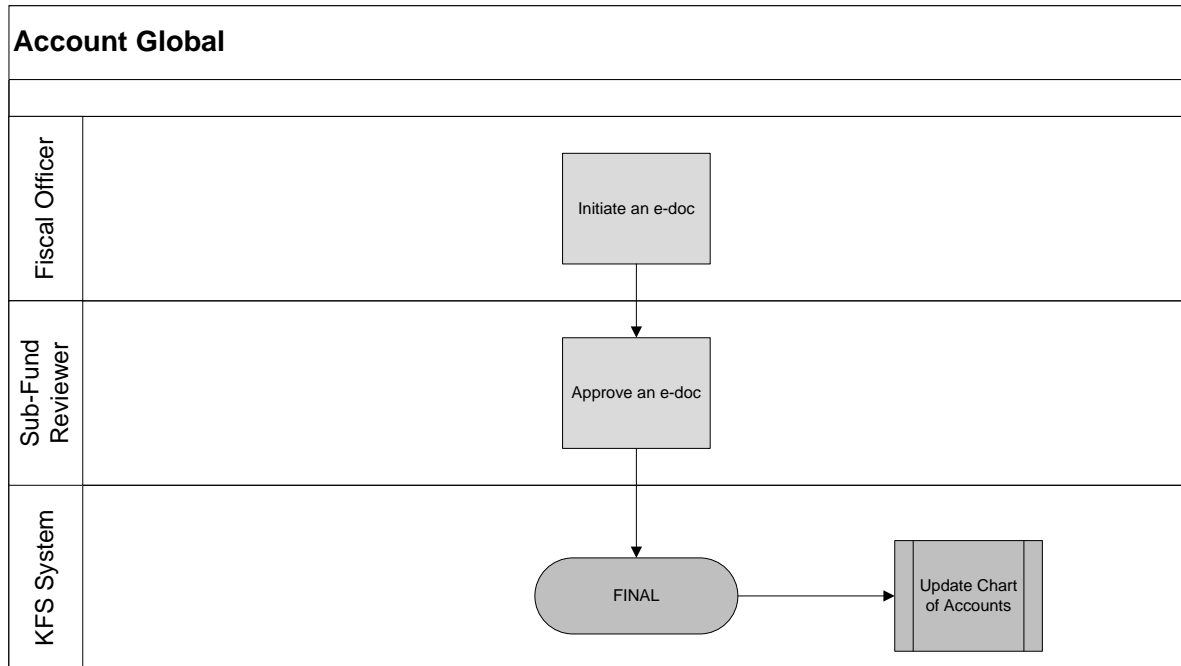 Account Global
Fiscal Officer
Initiate an e-doc
Sub-Fund
Reviewer
Approve an e-doc
KFS System
FINAL
Update Chart
of Accounts